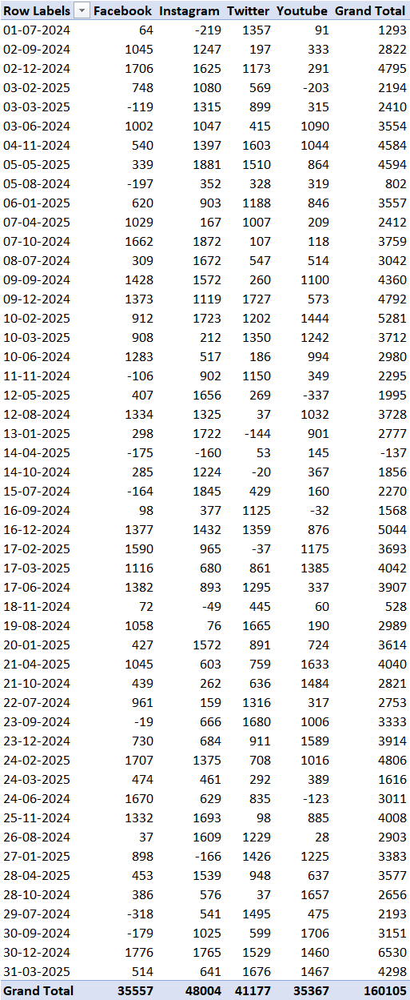 Row Labels Facebook Instagram Twitter Youtube Grand Total
01-07-2024 64 -219 1357 91 1293
02-09-2024 1045 1247 197 333 2822
02-12-2024 1706 1625 1173 291 4795
03-02-2025 748 1080 569 -203 2194
03-03-2025 -119 1315 899 315 2410
03-06-2024 1002 1047 415 1090 3554
04-11-2024 540 1397 1603 1044 4584
05-05-2025 339 1881 1510 864 4594
05-08-2024 -197 352 328 319 802
06-01-2025 620 903 1188 846 3557
07-04-2025 1029 167 1007 209 2412
07-10-2024 1662 1872 107 118 3759
08-07-2024 309 1672 547 514 3042
09-09-2024 1428 1572 260 1100 4360
09-12-2024 1373 1119 1727 573 4792
10-02-2025 912 1723 1202 1444 5281
10-03-2025 908 212 1350 1242 3712
10-06-2024 1283 517 186 994 2980
11-11-2024 -106 902 1150 349 2295
12-05-2025 407 1656 269 -337 1995
12-08-2024 1334 1325 37 1032 3728
13-01-2025 298 1722 -144 901 2777
14-04-2025 -175 -160 53 145 -137
14-10-2024 285 1224 -20 367 1856
15-07-2024 -164 1845 429 160 2270
16-09-2024 98 377 1125 -32 1568
16-12-2024 1377 1432 1359 876 5044
17-02-2025 1590 965 -37 1175 3693
17-03-2025 1116 680 861 1385 4042
17-06-2024 1382 893 1295 337 3907
18-11-2024 72 -49 445 60 528
19-08-2024 1058 76 1665 190 2989
20-01-2025 427 1572 891 724 3614
21-04-2025 1045 603 759 1633 4040
21-10-2024 439 262 636 1484 2821
22-07-2024 961 159 1316 317 2753
23-09-2024 -19 666 1680 1006 3333
23-12-2024 730 684 911 1589 3914
24-02-2025 1707 1375 708 1016 4806
24-03-2025 474 461 292 389 1616
24-06-2024 1670 629 835 -123 3011
25-11-2024 1332 1693 98 885 4008
26-08-2024 37 1609 1229 28 2903
27-01-2025 898 -166 1426 1225 3383
28-04-2025 453 1539 948 637 3577
28-10-2024 386 576 37 1657 2656
29-07-2024 -318 541 1495 475 2193
30-09-2024 -179 1025 599 1706 3151
30-12-2024 1776 1765 1529 1460 6530
31-03-2025 514 641 1676 1467 4298
Grand Total 35557 48004 41177 35367 160105